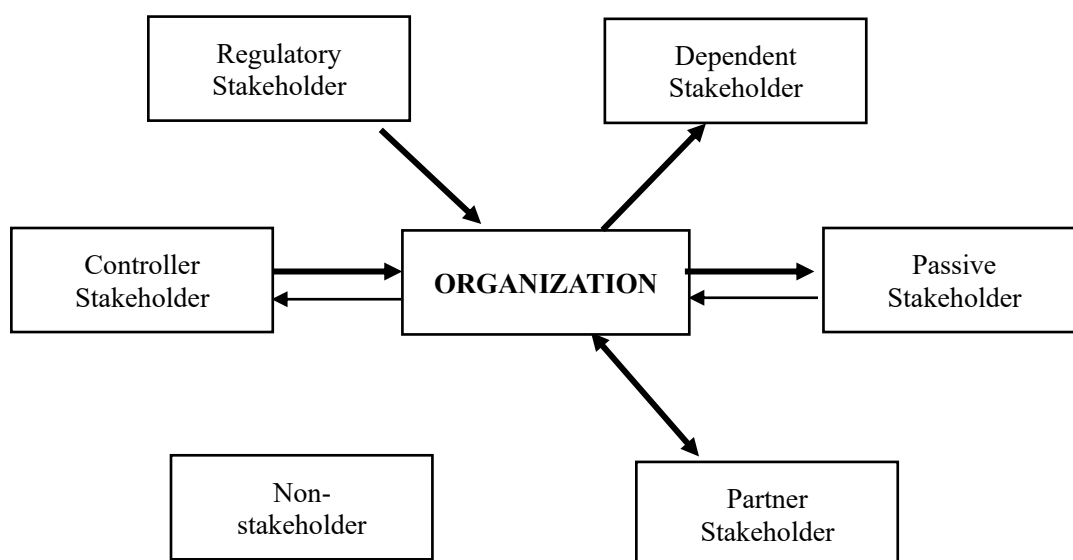 Regulatory
Stakeholder
Dependent
Stakeholder
Controller
Stakeholder
ORGANIZATION
Passive
Stakeholder
Non-
stakeholder
Partner
Stakeholder